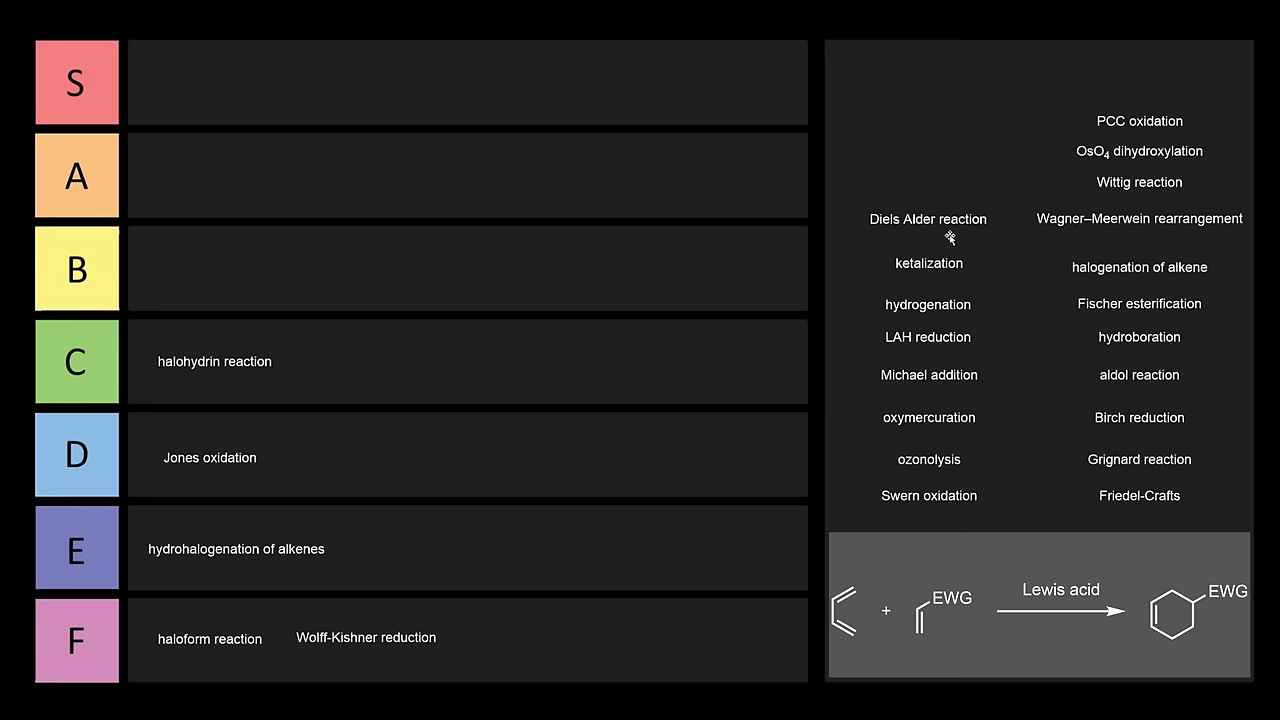 S
A
B
C
halohydrin reaction
D
Jones oxidation
E
hydrohalogenation of alkenes
F
haloform reaction
Wolff-Kishner reduction
Diels Alder reaction
ketalization
hydrogenation
LAH reduction
Michael addition
oxymercuration
ozonolysis
Swern oxidation
PCC oxidation
OsO₄ dihydroxylation
Wittig reaction
Wagner–Meerwein rearrangement
halogenation of alkene
Fischer esterification
hydroboration
aldol reaction
Birch reduction
Grignard reaction
Friedel-Crafts
+
EWG
Lewis acid
EWG